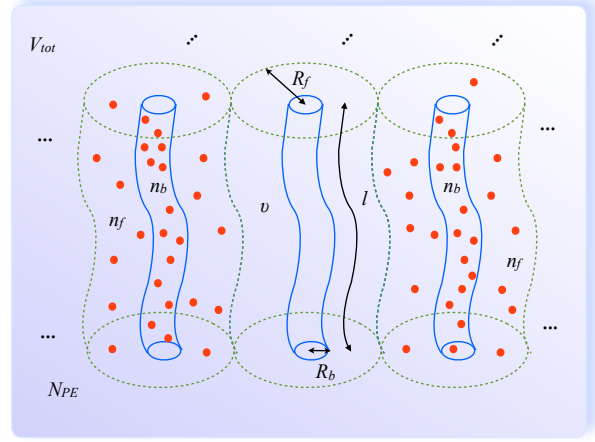 V_tot
... ... ...
R_f
... ...
n_b n_b
υ l
n_f n_f
... ...
R_b
N_PE